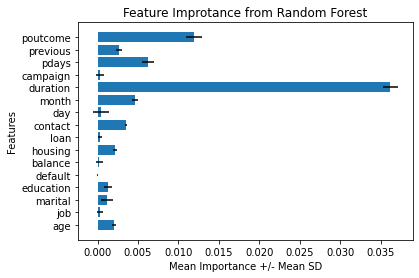 Feature Improtance from Random Forest
Features
poutcome
previous
pdays
campaign
duration
month
day
contact
loan
housing
balance
default
education
marital
job
age
0.000 0.005 0.010 0.015 0.020 0.025 0.030 0.035
Mean Importance +/- Mean SD